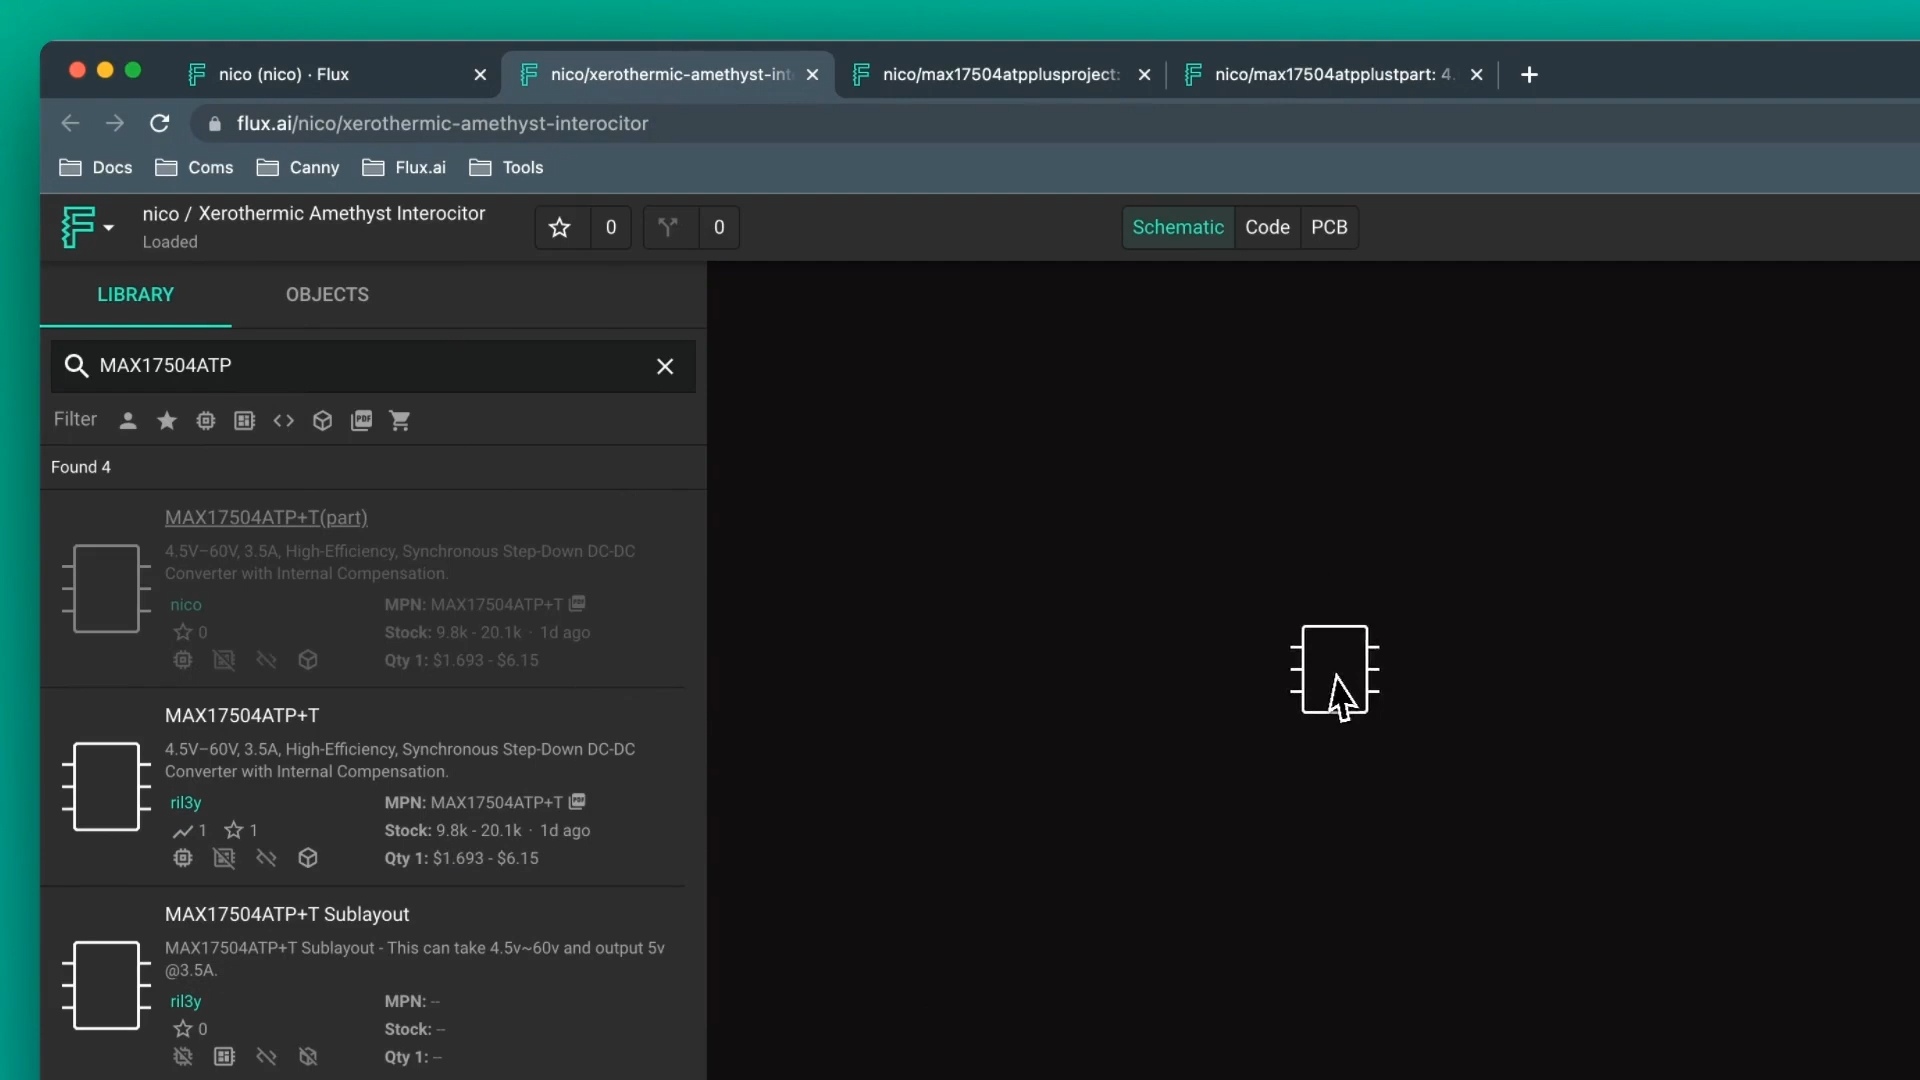 nico (nico) · Flux
nico/xerothermic-amethyst-int
nico/max17504atpplusproject:
nico/max17504atpplustpart: 4.
flux.ai/nico/xerothermic-amethyst-interocitor
Docs
Coms
Canny
Flux.ai
Tools
nico / Xerothermic Amethyst Interocitor
Loaded
0
0
Schematic
Code
PCB
LIBRARY
OBJECTS
MAX17504ATP
Filter
PDF
Found 4
MAX17504ATP+T(part)
4.5V–60V, 3.5A, High-Efficiency, Synchronous Step-Down DC-DC
Converter with Internal Compensation.
nico
MPN: MAX17504ATP+T
0
Stock: 9.8k - 20.1k · 1d ago
Qty 1: $1.693 - $6.15
MAX17504ATP+T
4.5V–60V, 3.5A, High-Efficiency, Synchronous Step-Down DC-DC
Converter with Internal Compensation.
ril3y
MPN: MAX17504ATP+T
1
1
Stock: 9.8k - 20.1k · 1d ago
Qty 1: $1.693 - $6.15
MAX17504ATP+T Sublayout
MAX17504ATP+T Sublayout - This can take 4.5v~60v and output 5v
@3.5A.
ril3y
MPN: --
0
Stock: --
Qty 1: --